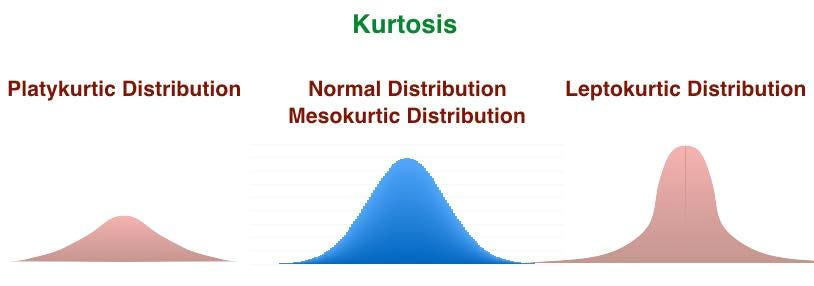 Kurtosis
Platykurtic Distribution
Normal Distribution
Mesokurtic Distribution
Leptokurtic Distribution